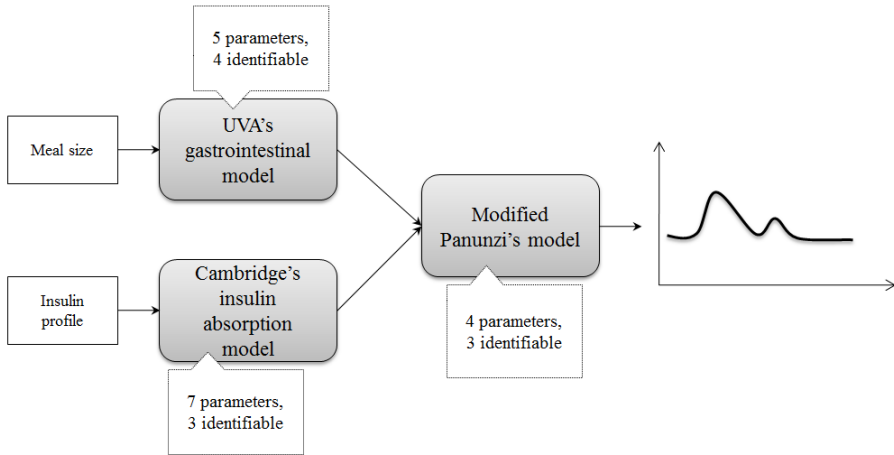 5 parameters,
4 identifiable
Meal size
UVA's
gastrointestinal
model
Modified
Panunzi's model
Insulin
profile
Cambridge's
insulin
absorption
model
4 parameters,
3 identifiable
7 parameters,
3 identifiable